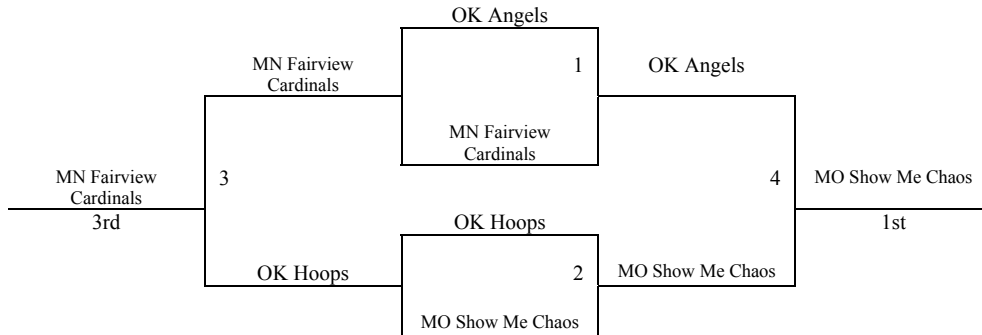 OK Angels
MN Fairview
Cardinals
1
OK Angels
MN Fairview
Cardinals
MN Fairview
Cardinals
3
4
MO Show Me Chaos
3rd
OK Hoops
1st
OK Hoops
2
MO Show Me Chaos
MO Show Me Chaos